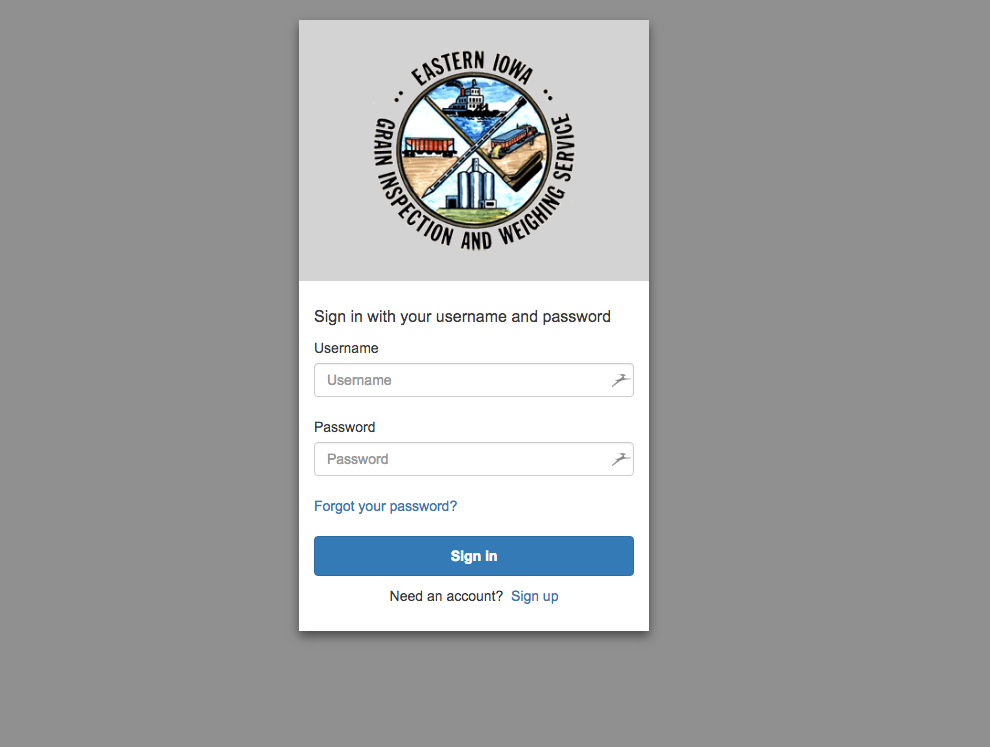 EASTERN IOWA
GRAIN INSPECTION AND WEIGHING SERVICE
Sign in with your username and password
Username
Username
Password
Password
Forgot your password?
Sign in
Need an account? Sign up